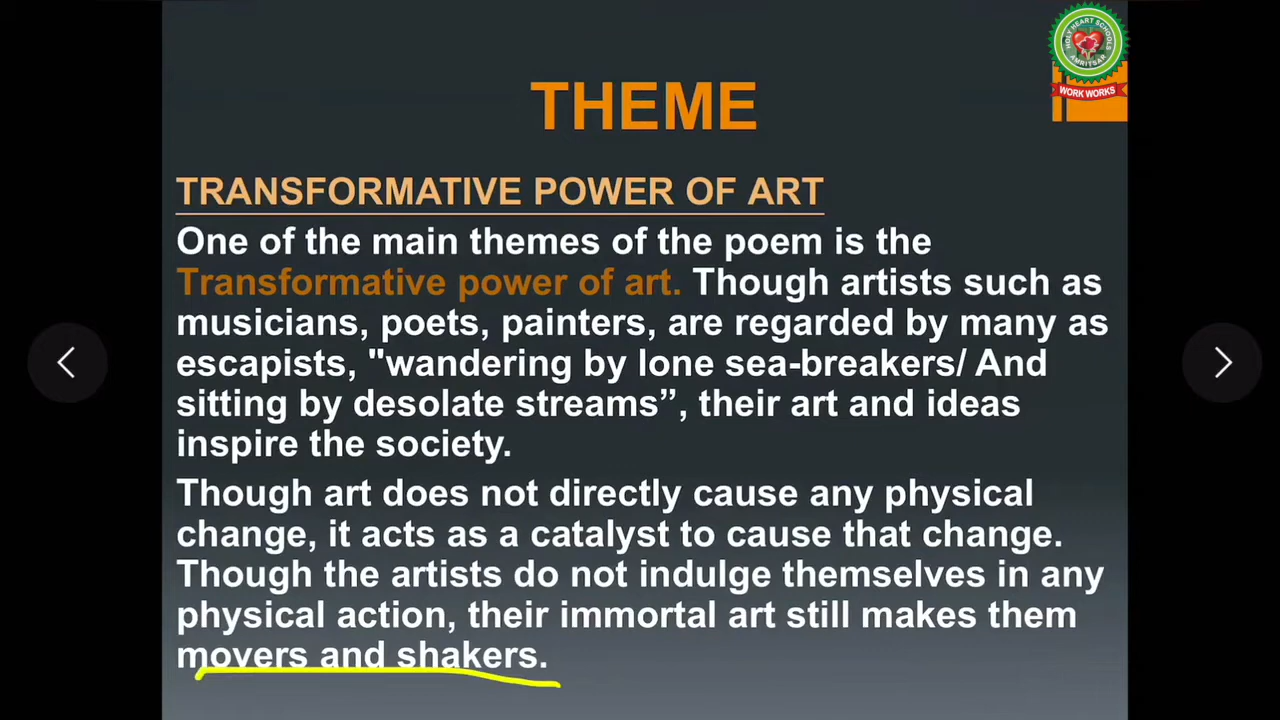 HOLY HEART SCHOOLS
AMRITSAR
WORK WORKS
THEME
TRANSFORMATIVE POWER OF ART
One of the main themes of the poem is the
Transformative power of art. Though artists such as
musicians, poets, painters, are regarded by many as
escapists, "wandering by lone sea-breakers/ And
sitting by desolate streams”, their art and ideas
inspire the society.
Though art does not directly cause any physical
change, it acts as a catalyst to cause that change.
Though the artists do not indulge themselves in any
physical action, their immortal art still makes them
movers and shakers.